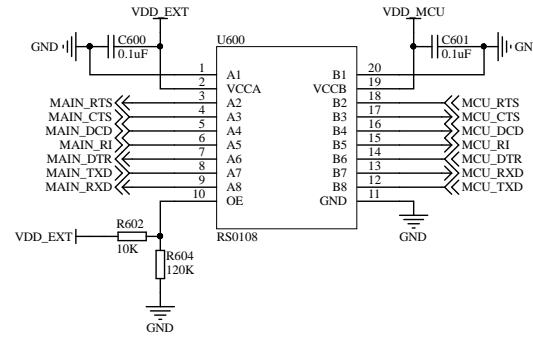 VDD_EXT
VDD_MCU
U600
GND
C600
0.1uF
C601
0.1uF
GN
1 A1 B1 20
2 VCCA VCCB 19
MAIN_RTS 3 A2 B2 18 MCU_RTS
MAIN_CTS 4 A3 B3 17 MCU_CTS
MAIN_DCD 5 A4 B4 16 MCU_DCD
MAIN_RI 6 A5 B5 15 MCU_RI
MAIN_DTR 7 A6 B6 14 MCU_DTR
MAIN_TXD 8 A7 B7 13 MCU_RXD
MAIN_RXD 9 A8 B8 12 MCU_TXD
10 OE GND 11
R602
VDD_EXT
10K
RS0108
GND
R604
120K
GND